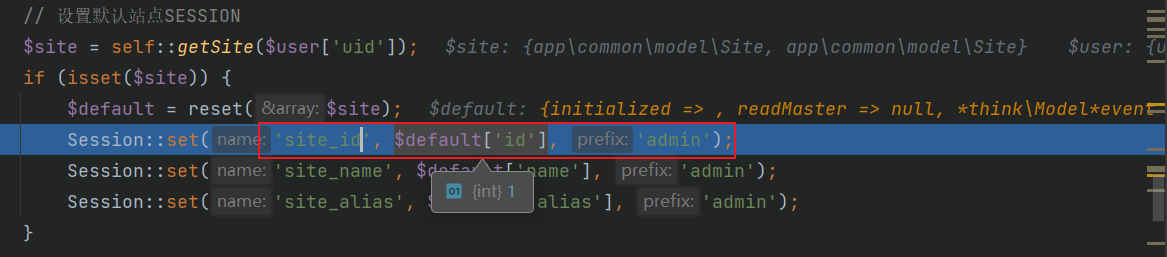 // 设置默认站点SESSION
$site = self::getSite($user['uid']);   $site: {app\common\model\Site, app\common\model\Site}   $user: {u
if (isset($site)) {
    $default = reset( &array: $site);   $default: {initialized => , readMaster => null, *think\Model*event
    Session::set( name: 'site_id', $default['id'], prefix: 'admin');
    Session::set( name: 'site_name', $default['name'], prefix: 'admin');
    Session::set( name: 'site_alias', $ alias'], prefix: 'admin');
01 {int} 1
}